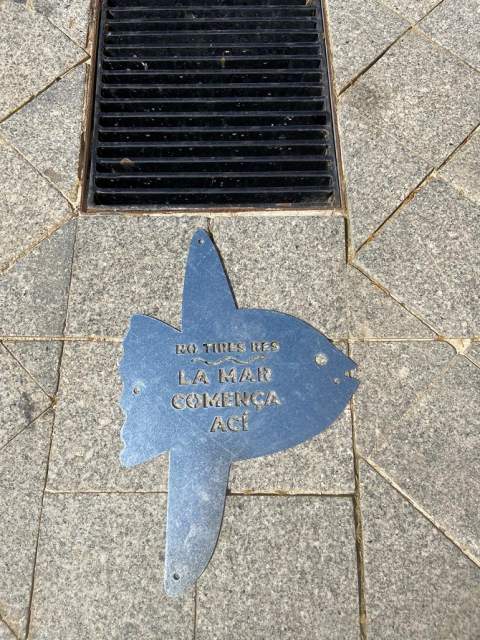 NO TIRES RES
LA MAR
COMENÇA
ACÍ